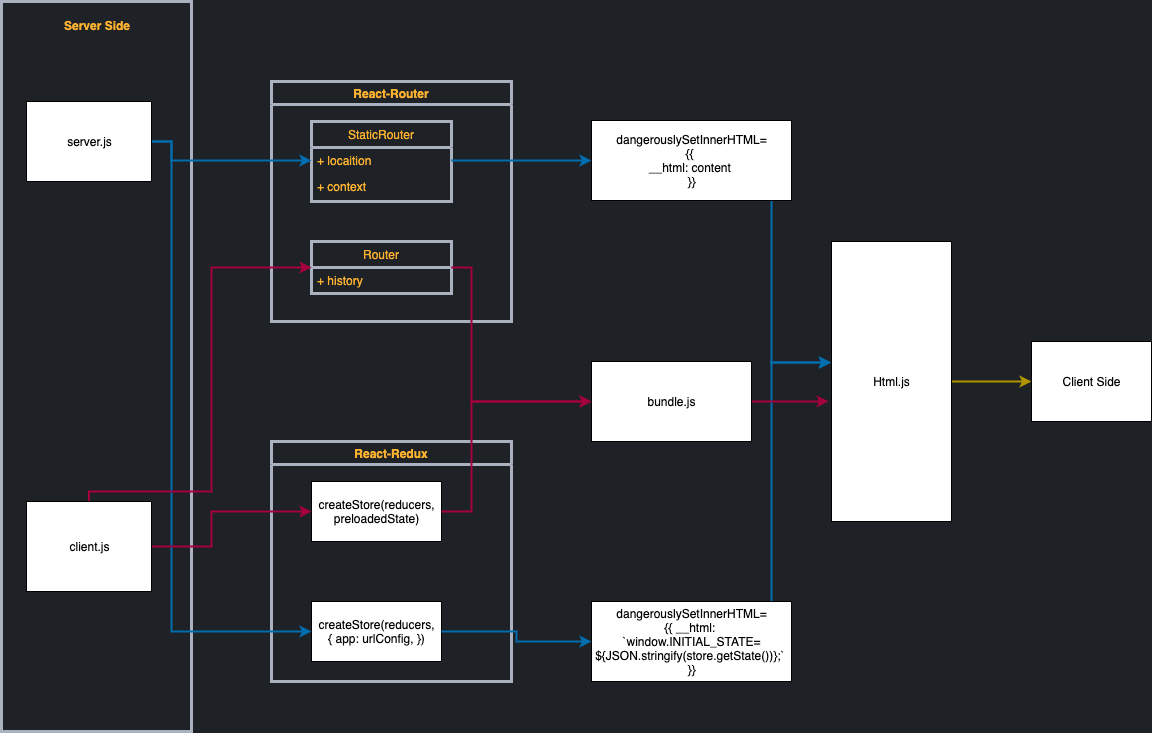 Server Side
server.js
React-Router
StaticRouter
+ locaition
+ context
Router
+ history
dangerouslySetInnerHTML=
{{
__html: content
}}
Html.js
Client Side
bundle.js
React-Redux
createStore(reducers,
preloadedState)
client.js
createStore(reducers,
{ app: urlConfig, })
dangerouslySetInnerHTML=
{{ __html:
`window.INITIAL_STATE=
${JSON.stringify(store.getState())};`
}}